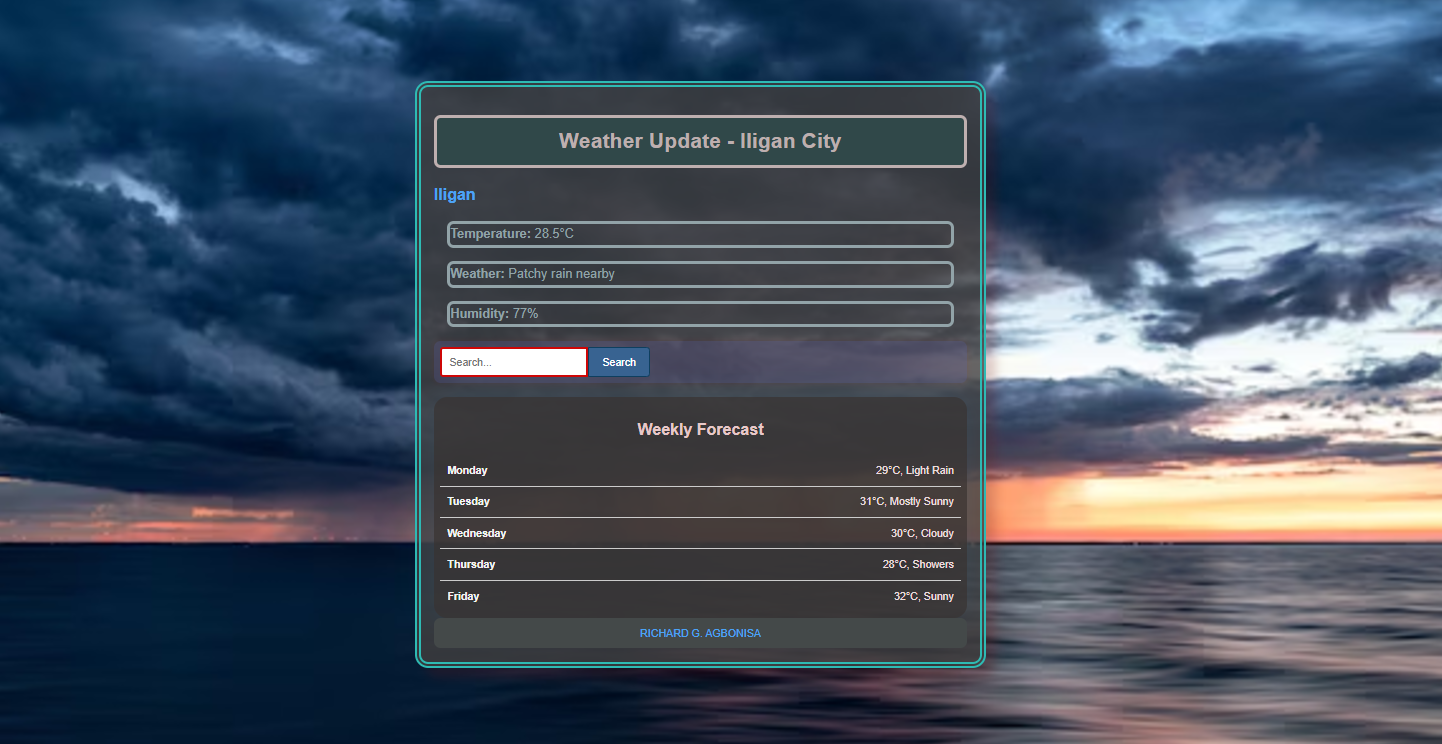 Weather Update - Iligan City
Iligan
Temperature: 28.5°C
Weather: Patchy rain nearby
Humidity: 77%
Search... Search
Weekly Forecast
Monday 29°C, Light Rain
Tuesday 31°C, Mostly Sunny
Wednesday 30°C, Cloudy
Thursday 28°C, Showers
Friday 32°C, Sunny
RICHARD G. AGBONISA